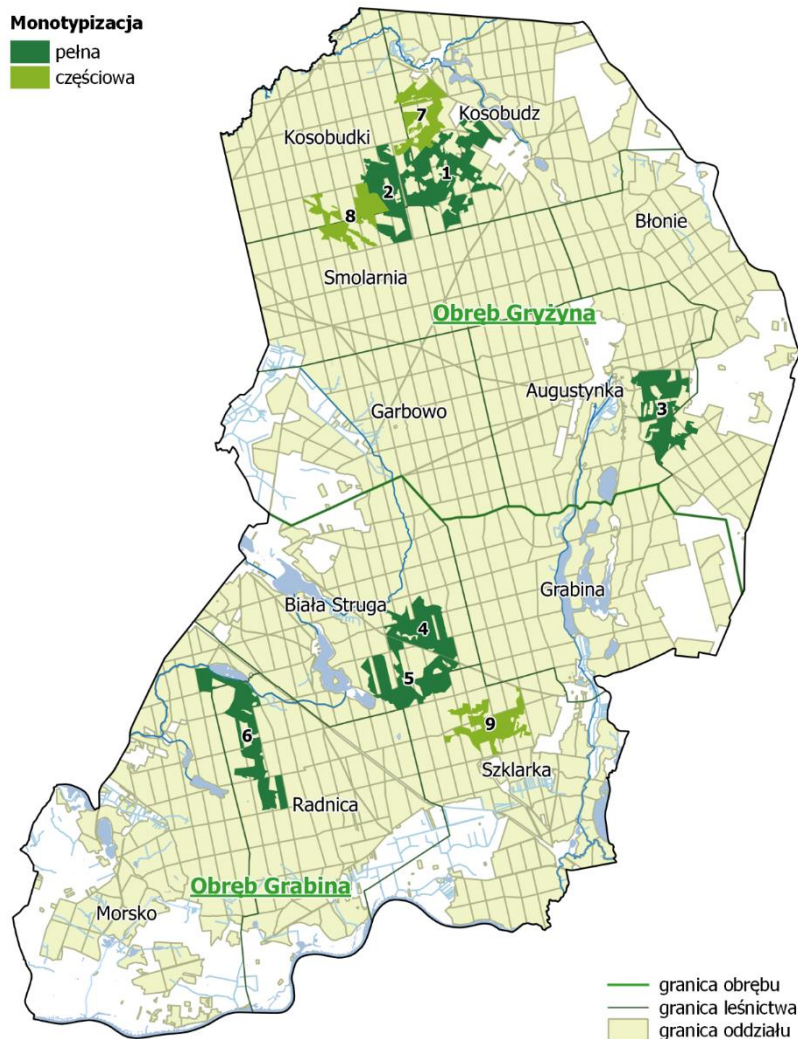 Monotypizacja
pełna
częściowa
7
Kosobudz
Kosobudki
1
2
8
Błonie
Smolarnia
Obręb Gryżyna
Augustynka
Garbowo
3
Grabina
Biała Struga
4
5
9
6
Szklarka
Radnica
Obręb Grabina
Morsko
granica obrębu
granica leśnictwa
granica oddziału